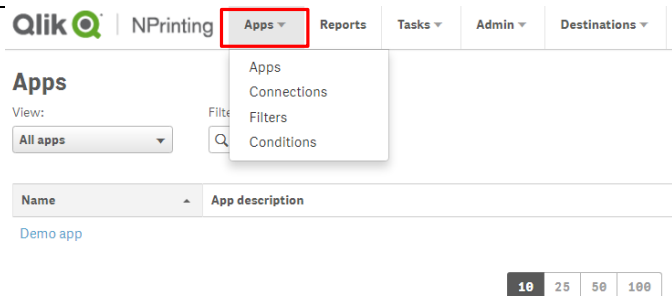 Qlik NPrinting Apps Reports Tasks Admin Destinations
Apps
Connections
Filters
Conditions
Apps
View: Filte
All apps
Name App description
Demo app
10 25 50 100